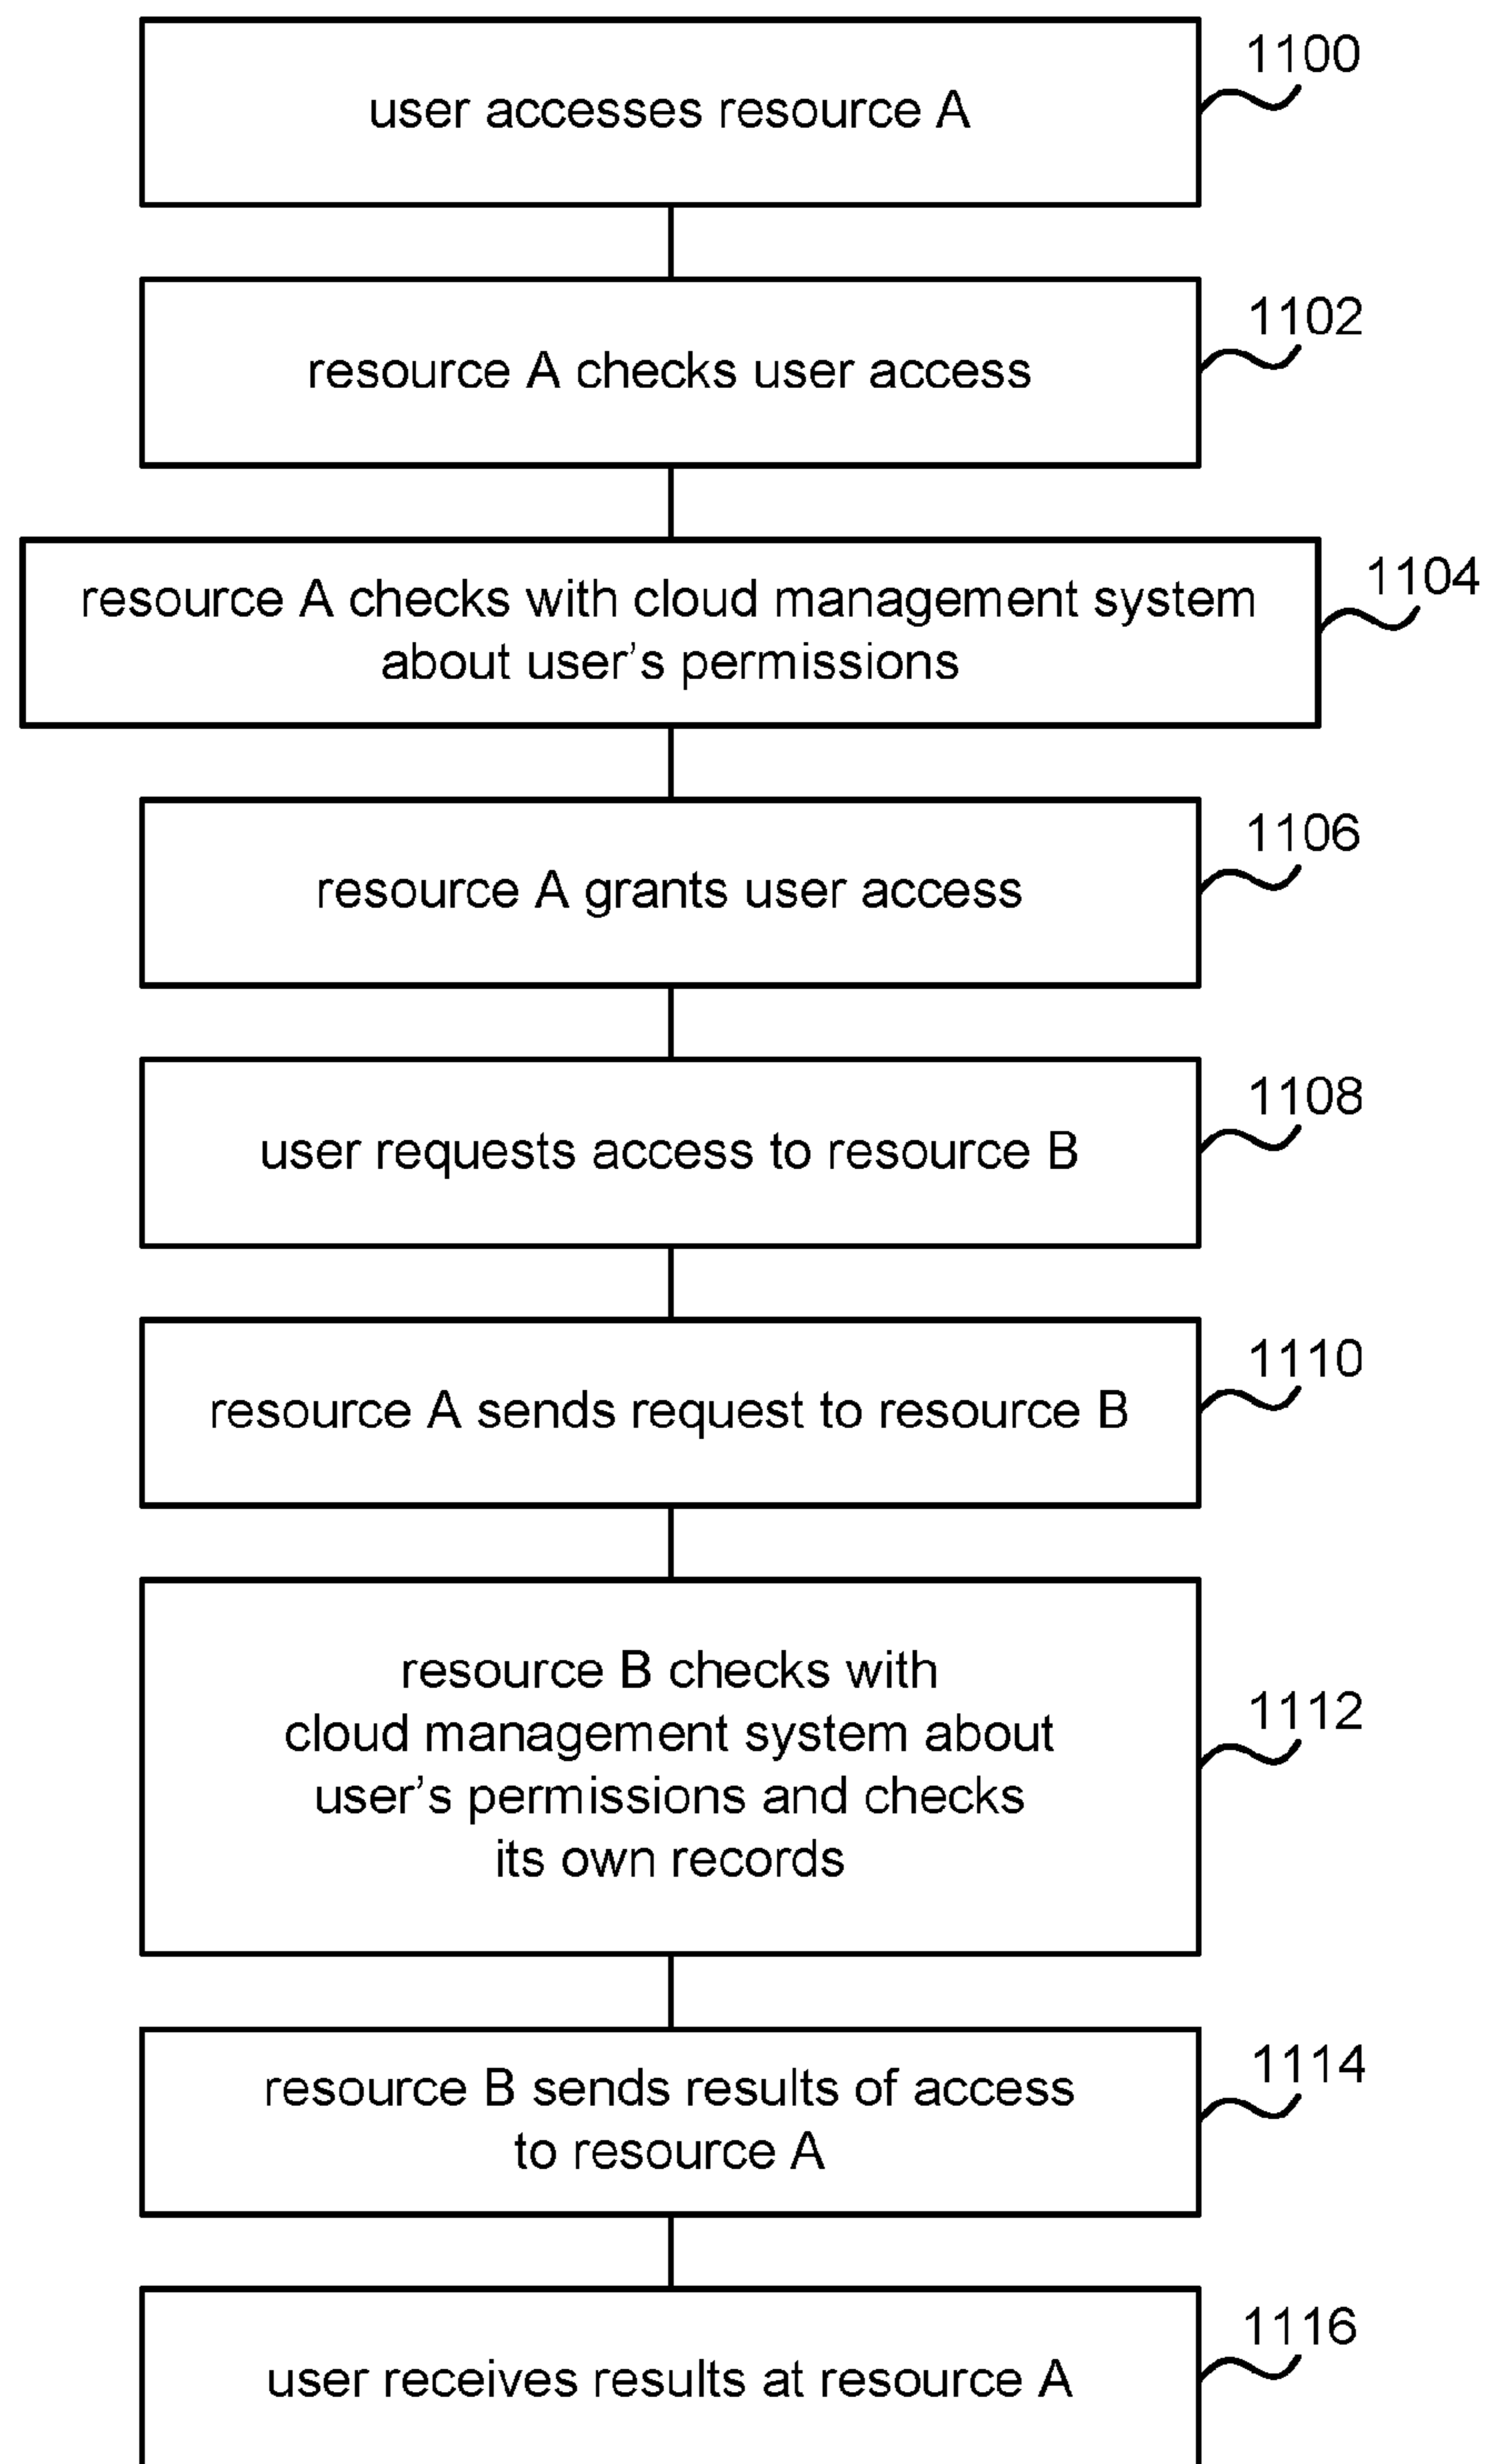 1100
user accesses resource A
1102
resource A checks user access
1104
resource A checks with cloud management system
about user's permissions
1106
resource A grants user access
1108
user requests access to resource B
1110
resource A sends request to resource B
resource B checks with
1112
cloud management system about
user's permissions and checks
its own records
1114
resource B sends results of access
to resource A
1116
user receives results at resource A